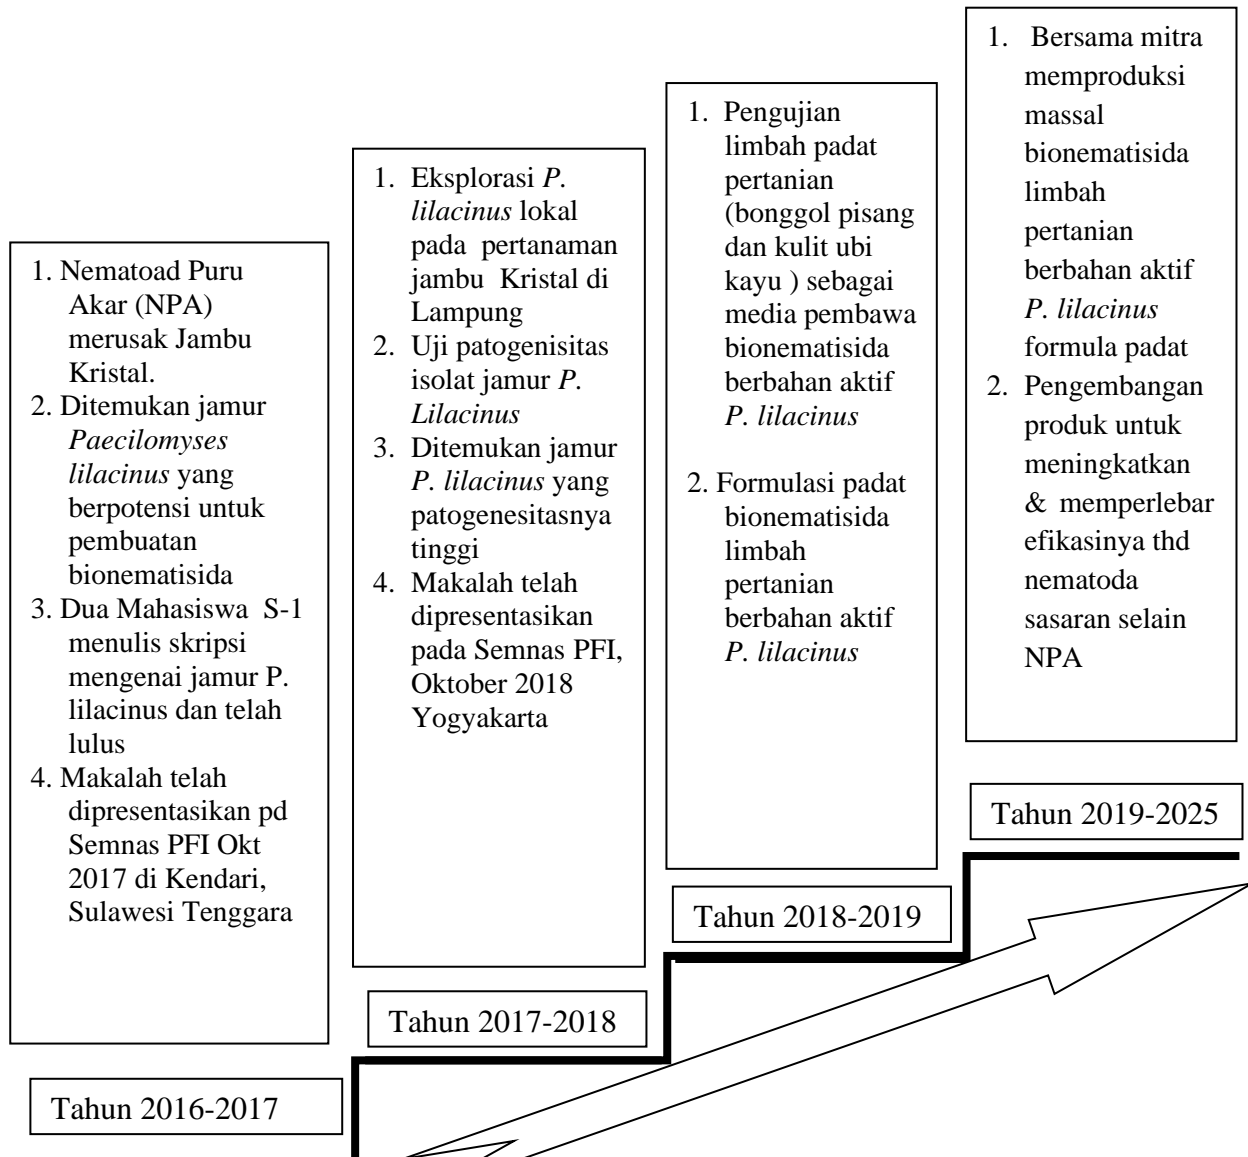 1. Nematoad Puru
Akar (NPA)
merusak Jambu
Kristal.
2. Ditemukan jamur
Paecilomyses
lilacinus yang
berpotensi untuk
pembuatan
bionematisida
3. Dua Mahasiswa S-1
menulis skripsi
mengenai jamur P.
lilacinus dan telah
lulus
4. Makalah telah
dipresentasikan pd
Semnas PFI Okt
2017 di Kendari,
Sulawesi Tenggara
Tahun 2016-2017
1. Eksplorasi P.
lilacinus lokal
pada pertanaman
jambu Kristal di
Lampung
2. Uji patogenisitas
isolat jamur P.
Lilacinus
3. Ditemukan jamur
P. lilacinus yang
patogenesitasnya
tinggi
4. Makalah telah
dipresentasikan
pada Semnas PFI,
Oktober 2018
Yogyakarta
Tahun 2017-2018
1. Pengujian
limbah padat
pertanian
(bonggol pisang
dan kulit ubi
kayu ) sebagai
media pembawa
bionematisida
berbahan aktif
P. lilacinus
2. Formulasi padat
bionematisida
limbah
pertanian
berbahan aktif
P. lilacinus
Tahun 2018-2019
1. Bersama mitra
memproduksi
massal
bionematisida
limbah
pertanian
berbahan aktif
P. lilacinus
formula padat
2. Pengembangan
produk untuk
meningkatkan
& memperlebar
efikasinya thd
nematoda
sasaran selain
NPA
Tahun 2019-2025